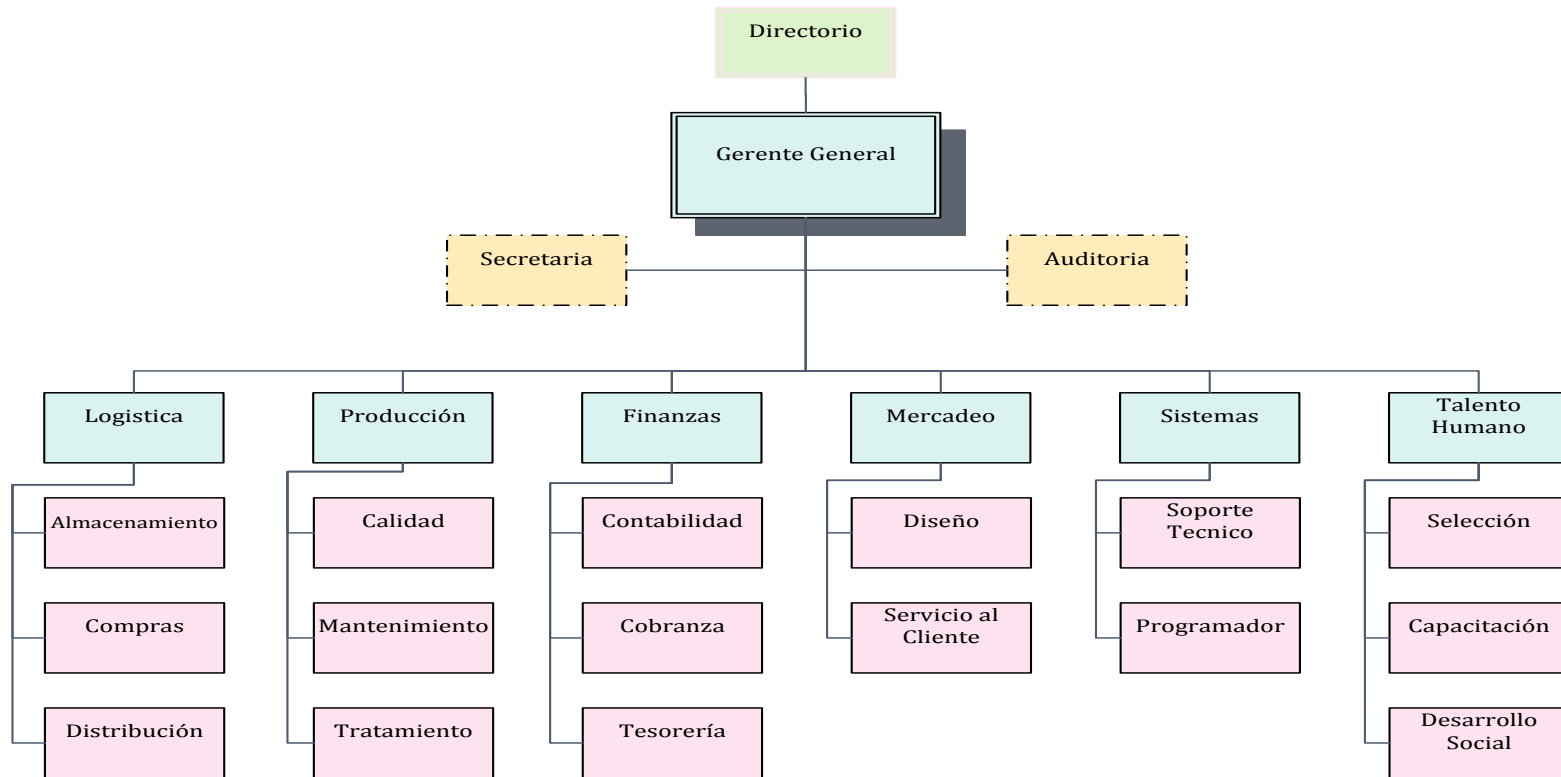 Directorio
Gerente General
Secretaria
Auditoria
Logistica
Producción
Finanzas
Mercadeo
Sistemas
Talento
Humano
Almacenamiento
Calidad
Contabilidad
Diseño
Soporte
Tecnico
Selección
Compras
Mantenimiento
Cobranza
Servicio al
Cliente
Programador
Capacitación
Distribución
Tratamiento
Tesorería
Desarrollo
Social